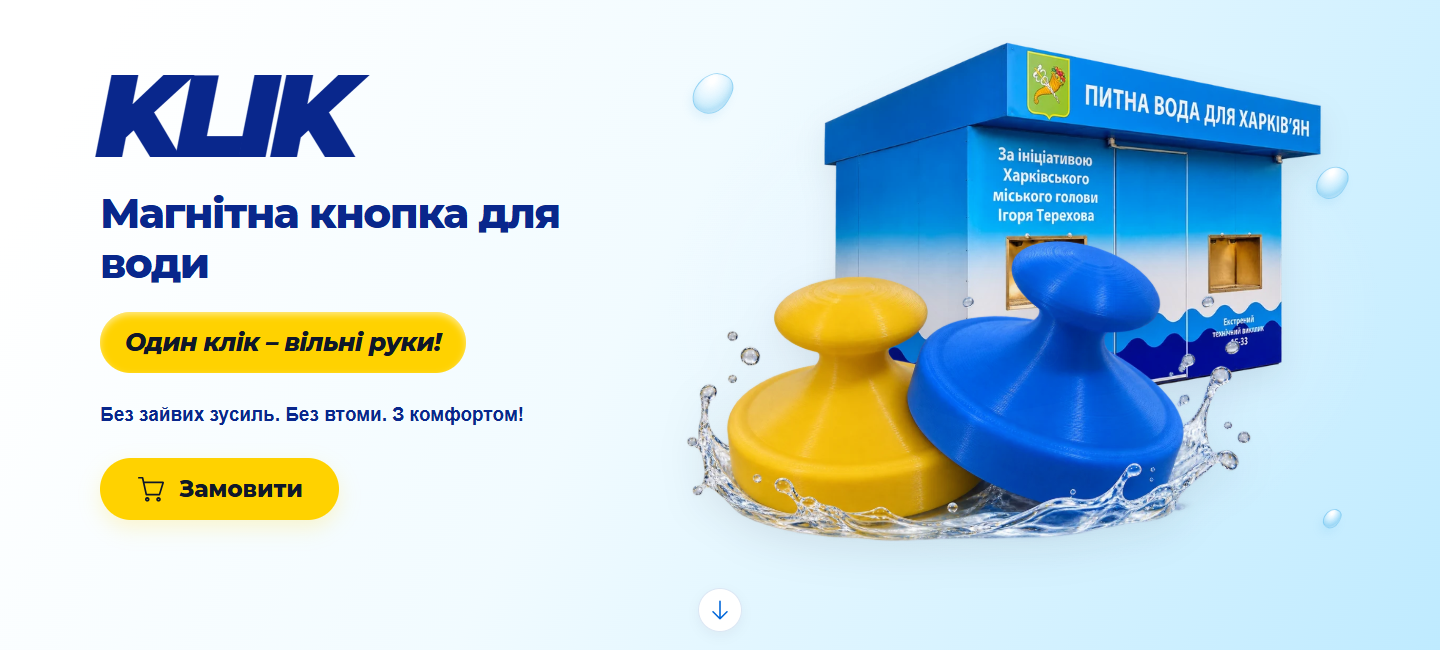 KLIK
Магнітна кнопка для
води
Один клік – вільні руки!
Без зайвих зусиль. Без втоми. З комфортом!
Замовити
ПИТНА ВОДА ДЛЯ ХАРКІВ'ЯН
За ініціативою
Харківського
міського голови
Ігоря Терехова
Екстрений
технічний виклик